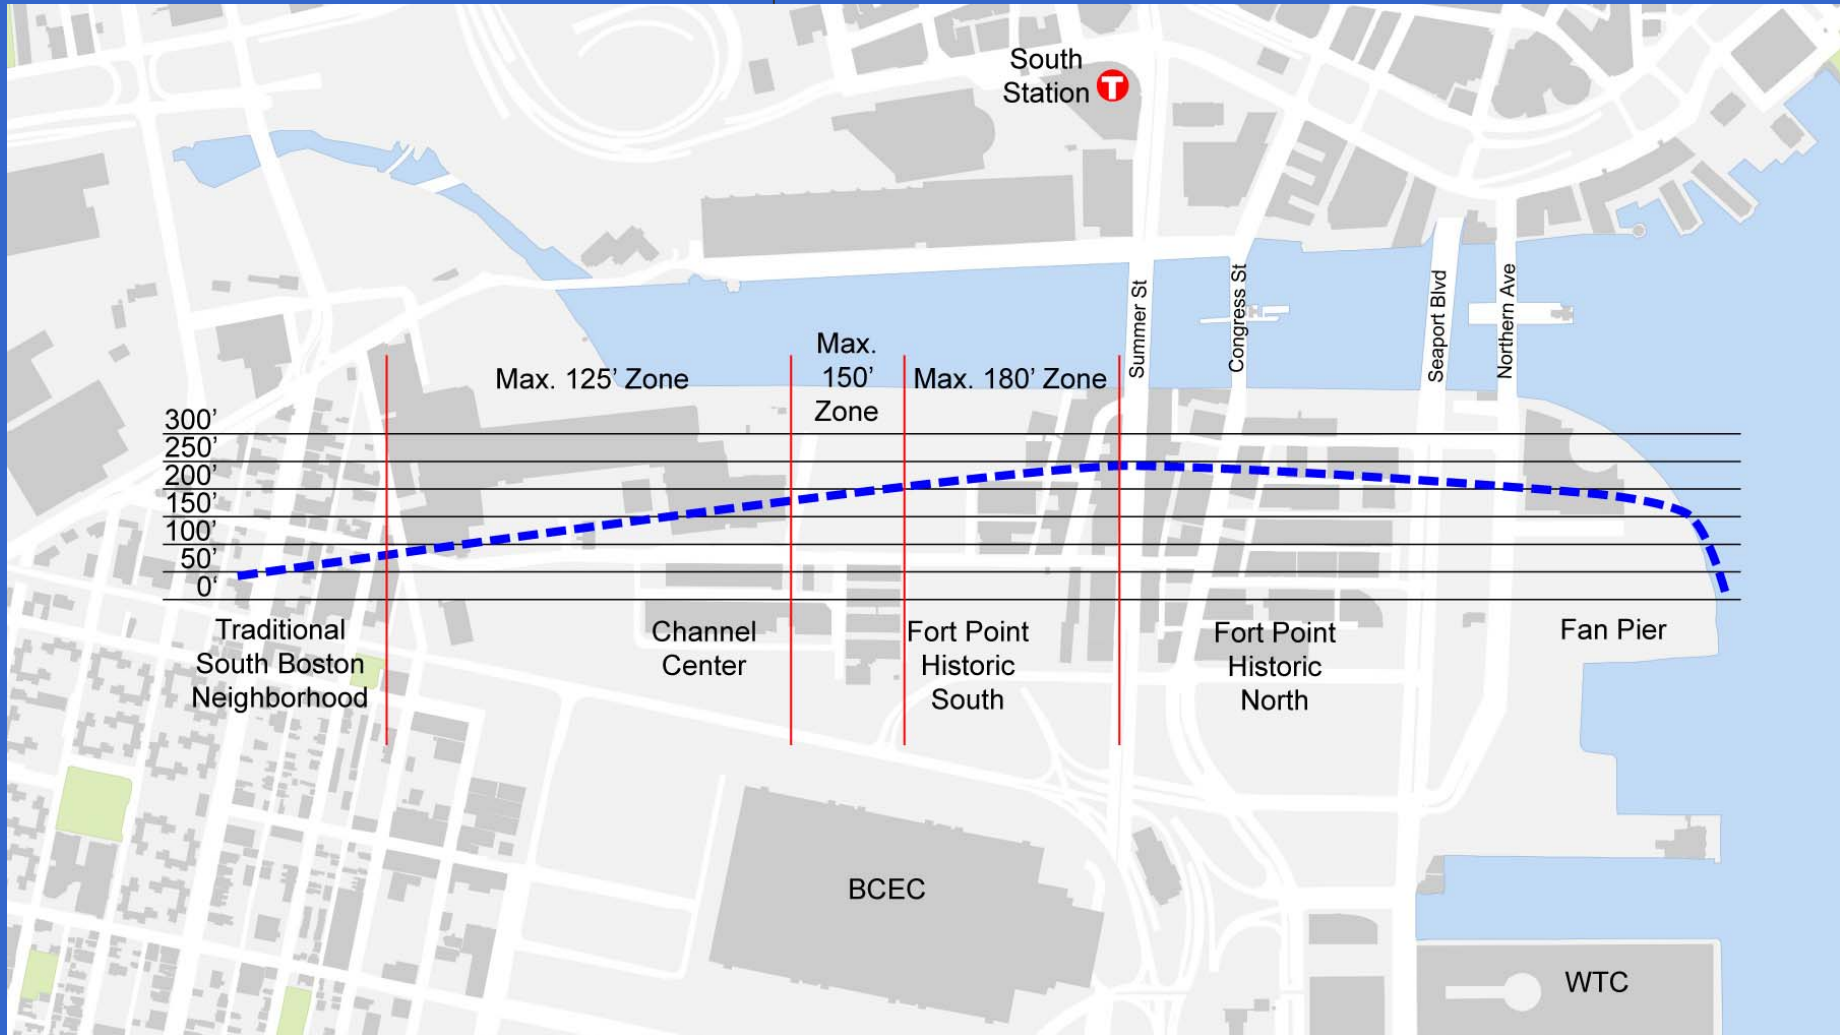 South
Station T
Summer St
Congress St
Seaport Blvd
Northern Ave
Max. 125’ Zone
Max.
150’
Zone
Max. 180’ Zone
300’
250’
200’
150’
100’
50’
0‘
Traditional
South Boston
Neighborhood
Channel
Center
Fort Point
Historic
South
Fort Point
Historic
North
Fan Pier
BCEC
WTC